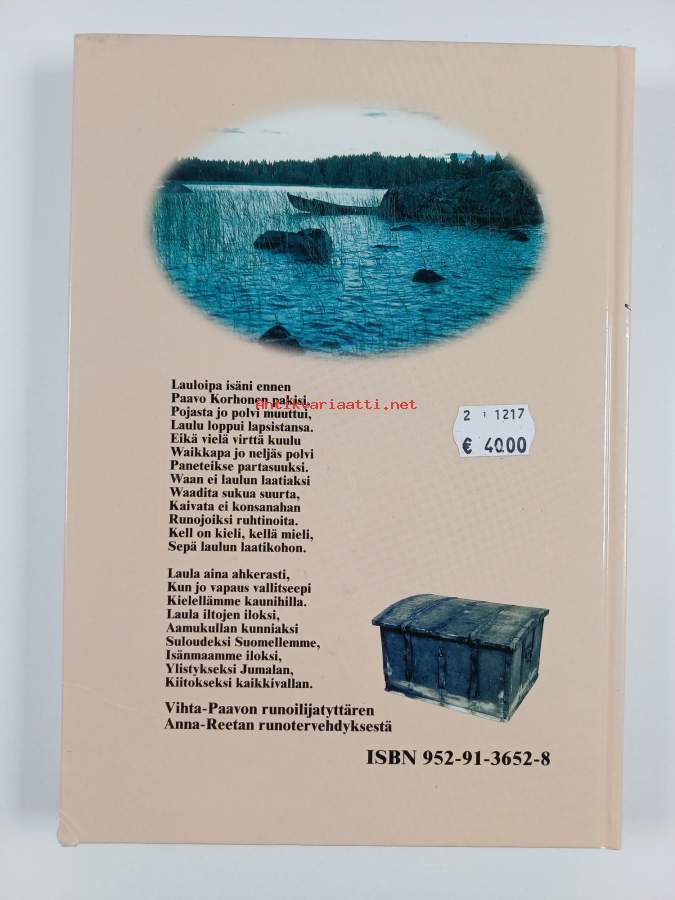 Lauloipa isäni ennen
Paavo Korhonen pakisi,
Pojasta jo polvi muuttui,
Laulu loppui lapsistansa.
Eikä vielä virttä kuulu
Waikkapa jo neljäs polvi
Paneteikse partasuuksi.
Waan ei laulun laatiaksi
Waadita sukua suurta,
Kaivata ei konsanahan
Runojoiksi ruhtinoita.
Kell on kieli, kellä mieli,
Sepä laulun laatikohon.
Laula aina ahkerasti,
Kun jo vapaus vallitseepi
Kielellämme kaunihilla.
Laula iltojen iloksi,
Aamukullan kunniaksi
Suloudeksi Suomellemme,
Isänmaamme iloksi,
Ylistykseksi Jumalan,
Kiitokseksi kaikkivallan.
Vihta-Paavon runoilijatyttären
Anna-Reetan runotervehdyksestä
ISBN 952-91-3652-8
Antikvariaatti.net
2 1217
€ 40.00